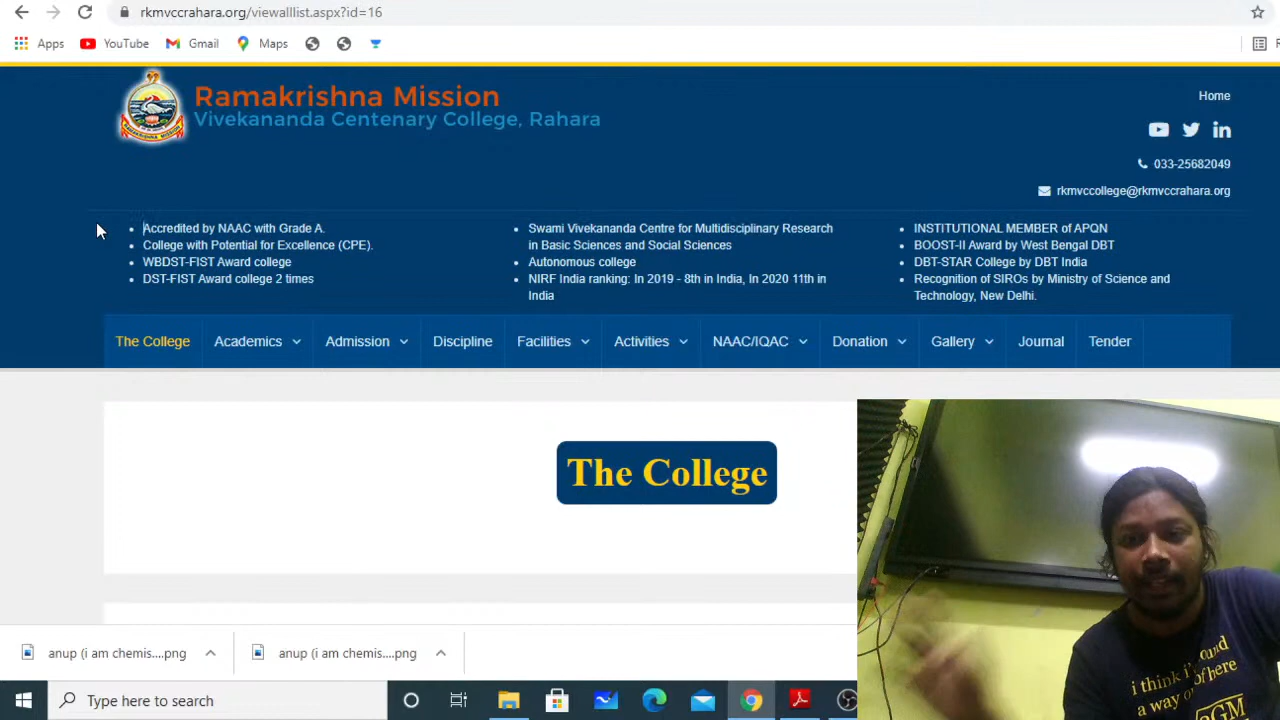 rkmvccrahara.org/viewalllist.aspx?id=16
Apps YouTube Gmail Maps
Ramakrishna Mission
Vivekananda Centenary College, Rahara
Home
033-25682049
rkmvccollege@rkmvccrahara.org
Accredited by NAAC with Grade A.
College with Potential for Excellence (CPE).
WBDST-FIST Award college
DST-FIST Award college 2 times
Swami Vivekananda Centre for Multidisciplinary Research
in Basic Sciences and Social Sciences
Autonomous college
NIRF India ranking: In 2019 - 8th in India, In 2020 11th in
India
INSTITUTIONAL MEMBER of APQN
BOOST-II Award by West Bengal DBT
DBT-STAR College by DBT India
Recognition of SIROs by Ministry of Science and
Technology, New Delhi.
The College Academics Admission Discipline Facilities Activities NAAC/IQAC Donation Gallery Journal Tender
The College
anup (i am chemis....png anup (i am chemis....png
Type here to search
i think i
of here
a way